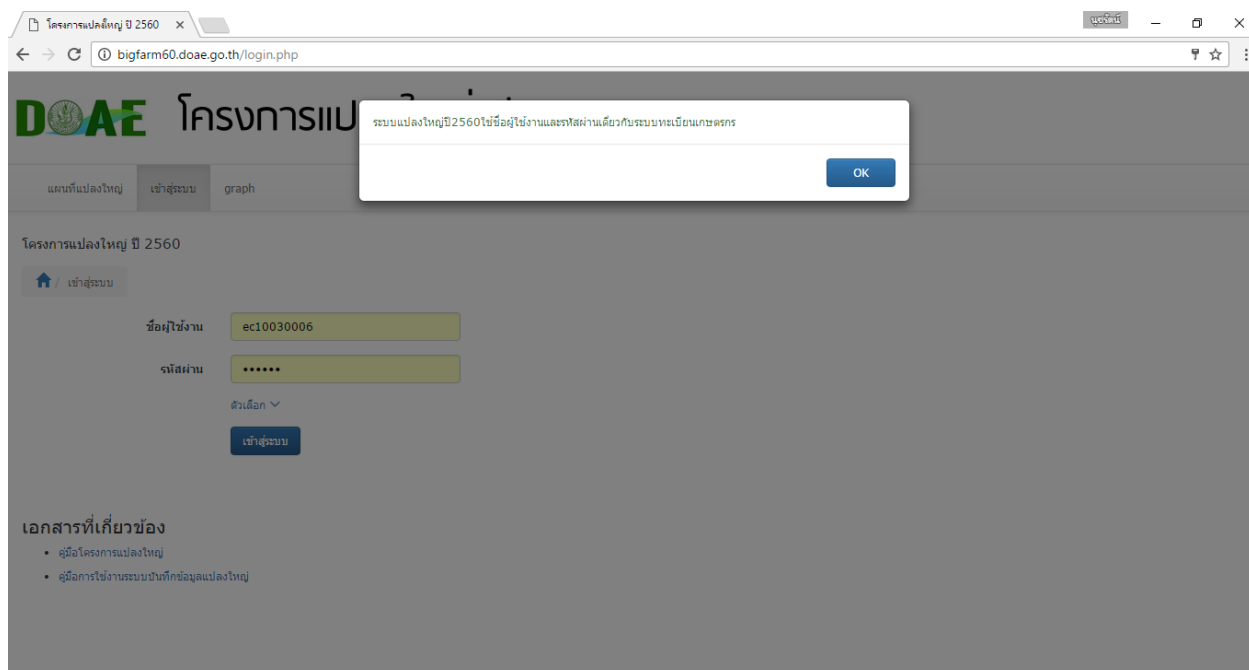 โครงการแปลงใหญ่ ปี 2560
นุชรัตน์
bigfarm60.doae.go.th/login.php
DOAE
ระบบแปลงใหญ่ปี2560ใช้ชื่อผู้ใช้งานและรหัสผ่านเดียวกับระบบทะเบียนเกษตรกร
OK
แผนที่แปลงใหญ่ เข้าสู่ระบบ graph
โครงการแปลงใหญ่ ปี 2560
/ เข้าสู่ระบบ
ชื่อผู้ใช้งาน ec10030006
รหัสผ่าน ••••••
ตัวเลือก
เข้าสู่ระบบ
เอกสารที่เกี่ยวข้อง
• คู่มือโครงการแปลงใหญ่
• คู่มือการใช้งานระบบบันทึกข้อมูลแปลงใหญ่